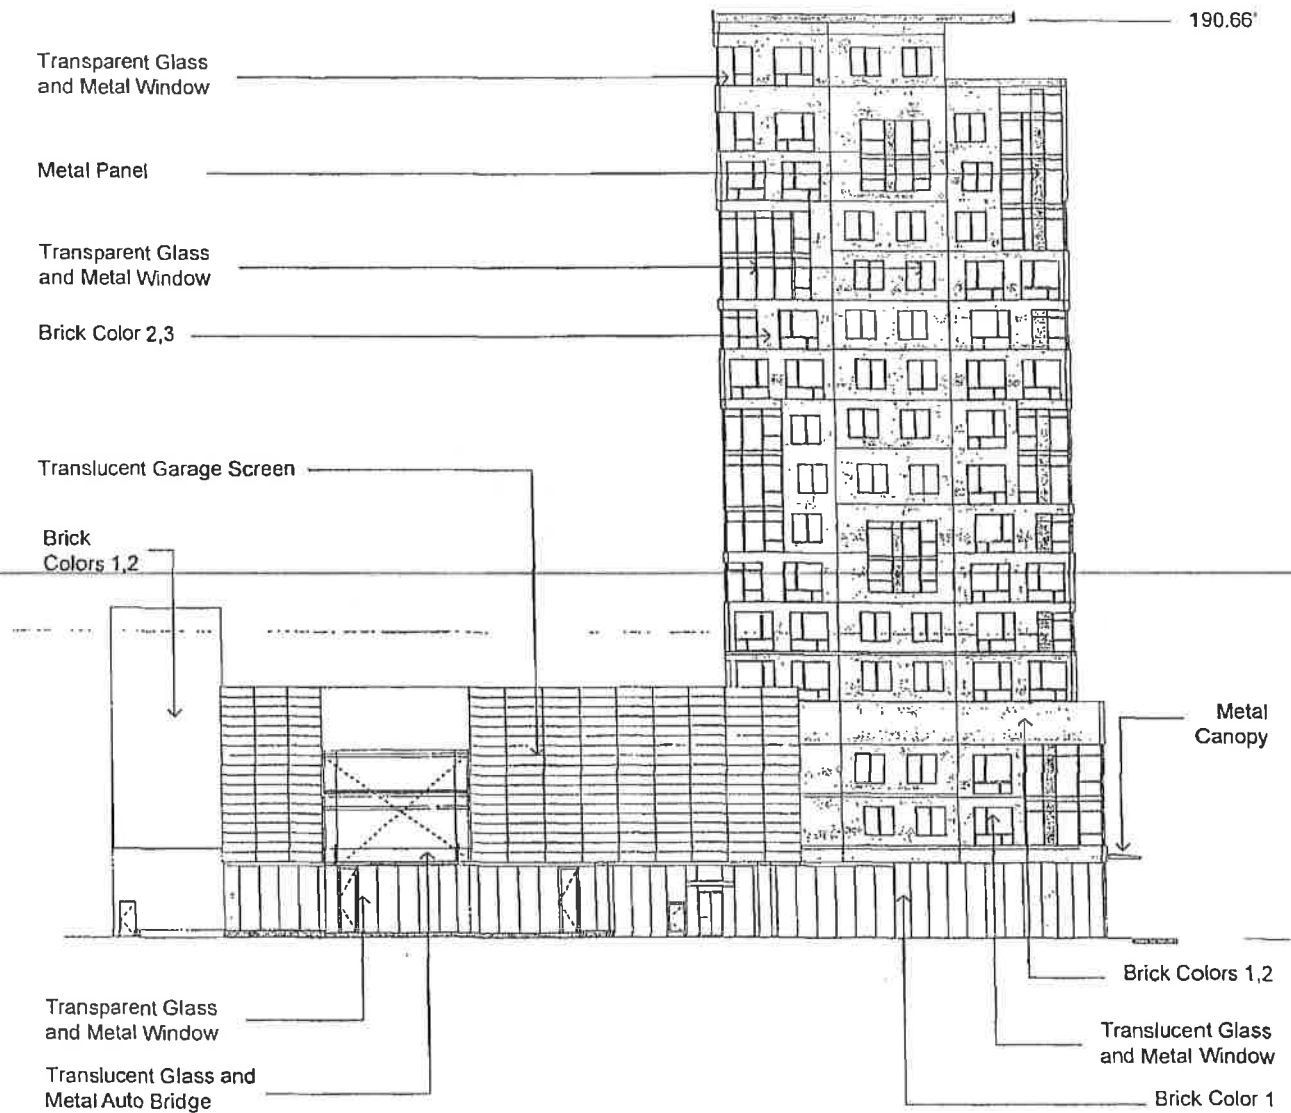 190.66'
Transparent Glass
and Metal Window
Metal Panel
Transparent Glass
and Metal Window
Brick Color 2,3
Translucent Garage Screen
Brick
Colors 1,2
Metal
Canopy
Brick Colors 1,2
Transparent Glass
and Metal Window
Translucent Glass
and Metal Window
Translucent Glass and
Metal Auto Bridge
Brick Color 1